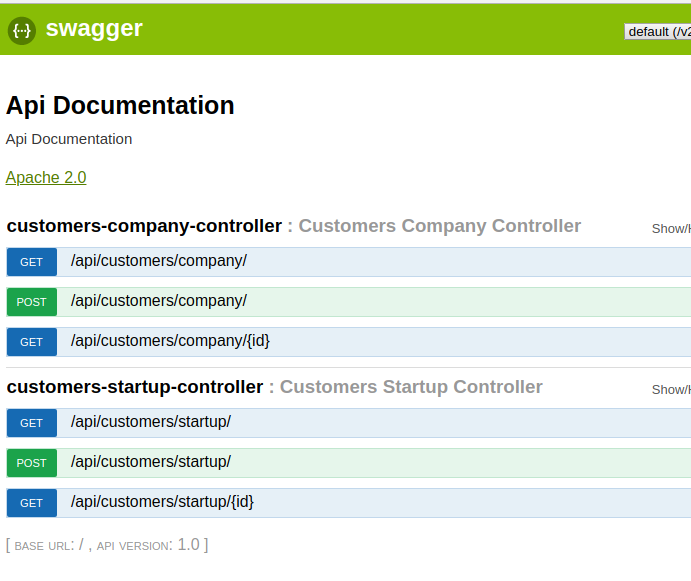 {···} swagger default (/v2
Api Documentation
Api Documentation
Apache 2.0
customers-company-controller : Customers Company Controller Show/H
GET /api/customers/company/
POST /api/customers/company/
GET /api/customers/company/{id}
customers-startup-controller : Customers Startup Controller Show/H
GET /api/customers/startup/
POST /api/customers/startup/
GET /api/customers/startup/{id}
[ BASE URL: / , API VERSION: 1.0 ]